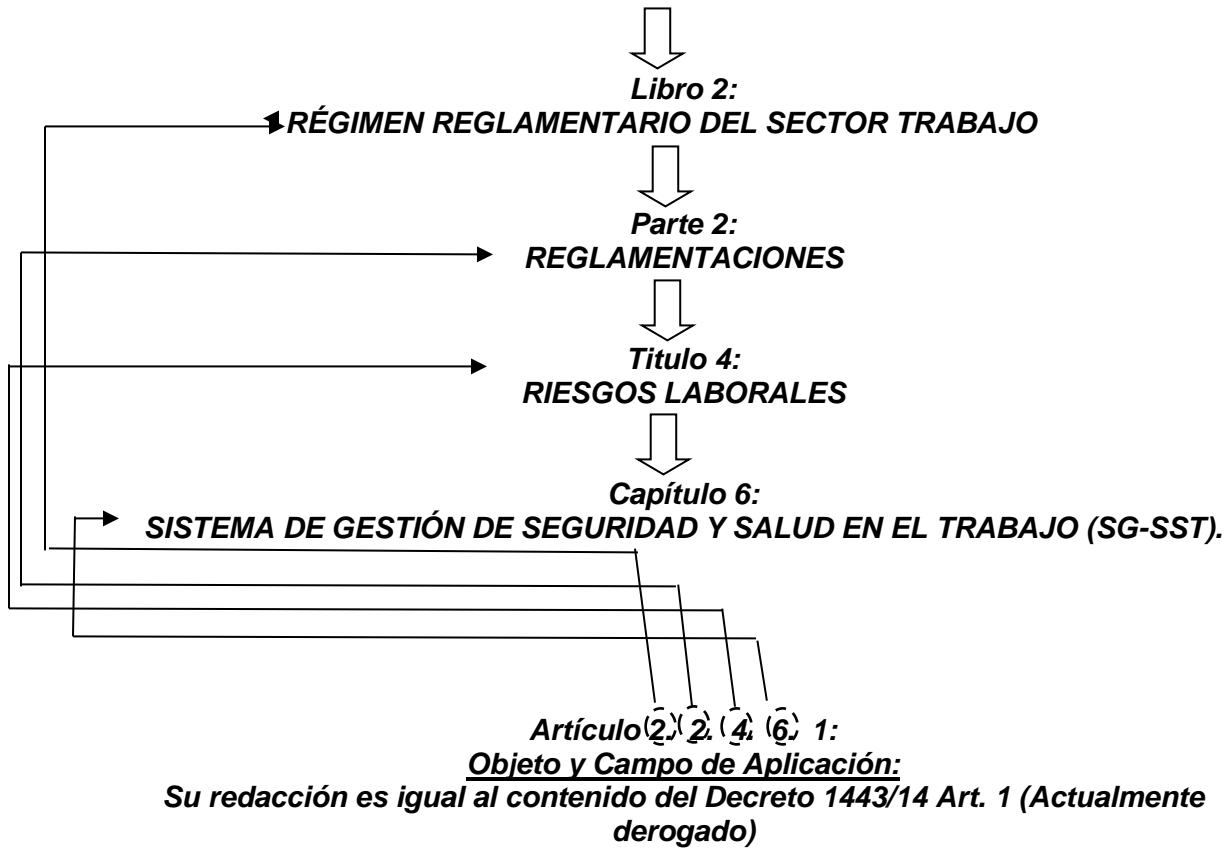 Libro 2:
RÉGIMEN REGLAMENTARIO DEL SECTOR TRABAJO
Parte 2:
REGLAMENTACIONES
Titulo 4:
RIESGOS LABORALES
Capítulo 6:
SISTEMA DE GESTIÓN DE SEGURIDAD Y SALUD EN EL TRABAJO (SG-SST).
Artículo 2. 2. 4. 6. 1:
Objeto y Campo de Aplicación:
Su redacción es igual al contenido del Decreto 1443/14 Art. 1 (Actualmente
derogado)